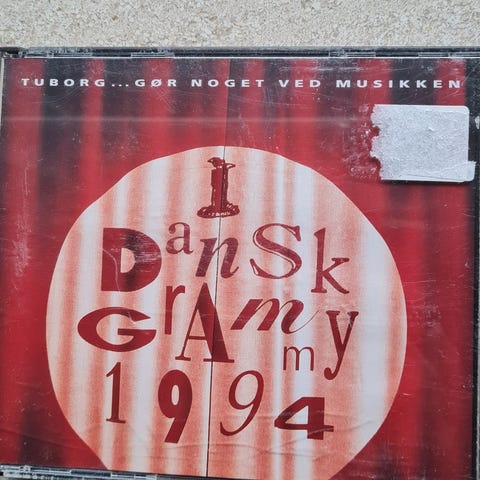 TUBORG...GØR NOGET VED MUSIKKEN
I
DanSk
GrAmmy
1994